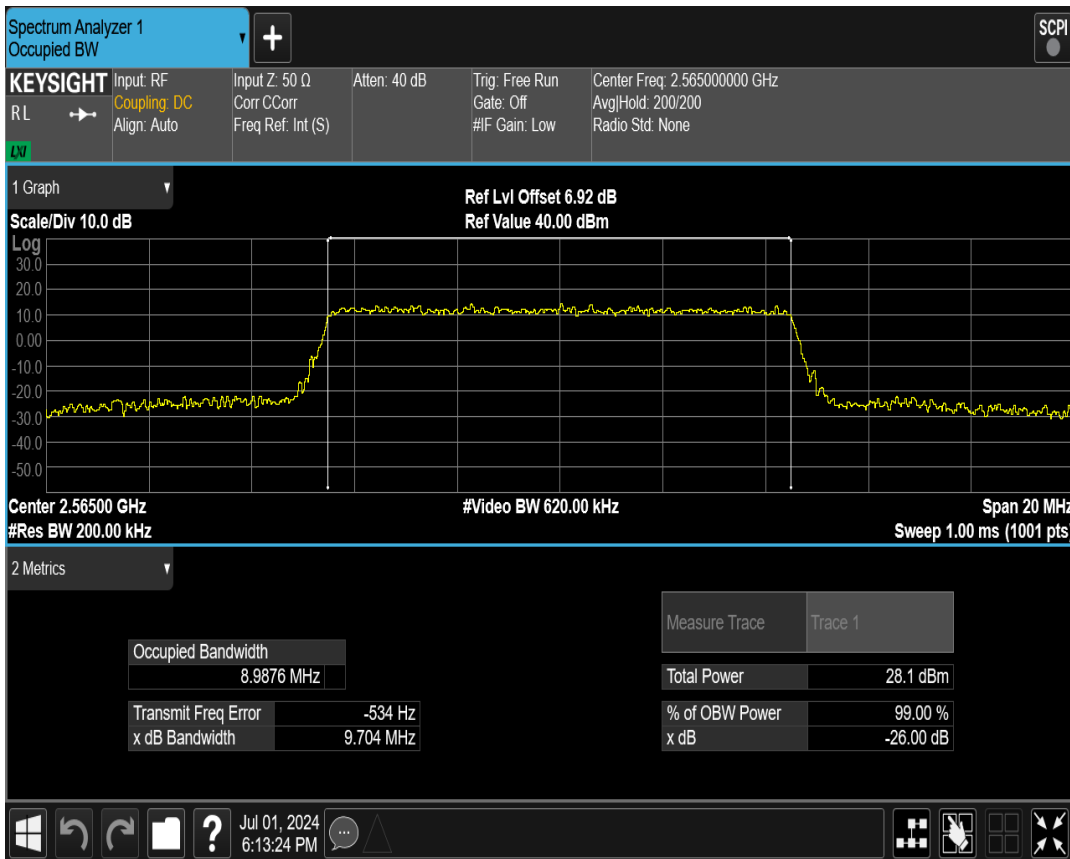 Spectrum Analyzer 1
Occupied BW
SCPI
KEYSIGHT
R L
LXI
Input: RF
Coupling: DC
Align: Auto
Input Z: 50 Ω
Corr CCorr
Freq Ref: Int (S)
Atten: 40 dB
Trig: Free Run
Gate: Off
#IF Gain: Low
Center Freq: 2.565000000 GHz
Avg|Hold: 200/200
Radio Std: None
1 Graph
Scale/Div 10.0 dB
Ref Lvl Offset 6.92 dB
Ref Value 40.00 dBm
Log
30.0
20.0
10.0
0.00
-10.0
-20.0
-30.0
-40.0
-50.0
Center 2.56500 GHz
#Res BW 200.00 kHz
#Video BW 620.00 kHz
Span 20 MHz
Sweep 1.00 ms (1001 pts)
2 Metrics
Measure Trace Trace 1
Occupied Bandwidth
8.9876 MHz
Total Power 28.1 dBm
Transmit Freq Error -534 Hz
x dB Bandwidth 9.704 MHz
% of OBW Power 99.00 %
x dB -26.00 dB
?
Jul 01, 2024
6:13:24 PM